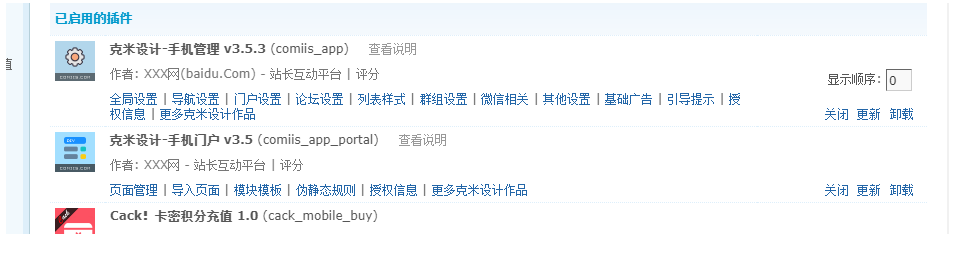 已启用的插件
克米设计-手机管理 v3.5.3 (comiis_app) 查看说明
作者: XXX网(baidu.Com) - 站长互动平台 | 评分
显示顺序: 0
全局设置 | 导航设置 | 门户设置 | 论坛设置 | 列表样式 | 群组设置 | 微信相关 | 其他设置 | 基础广告 | 引导提示 | 授
权信息 | 更多克米设计作品
关闭 更新 卸载
值
COMIIS.COM
克米设计-手机门户 v3.5 (comiis_app_portal) 查看说明
作者: XXX网 - 站长互动平台 | 评分
页面管理 | 导入页面 | 模块模板 | 伪静态规则 | 授权信息 | 更多克米设计作品
关闭 更新 卸载
COMIIS.COM
Cack! 卡密积分充值 1.0 (cack_mobile_buy)
Cack